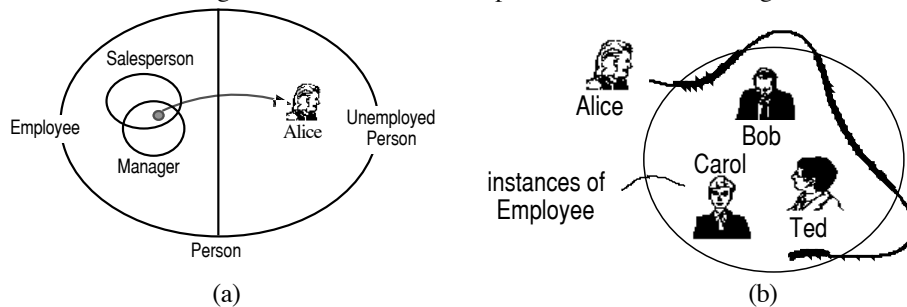 Salesperson
Employee
Manager
Alice
Unemployed
Person
Person
(a)
Alice
Bob
Carol
instances of
Employee
Ted
(b)